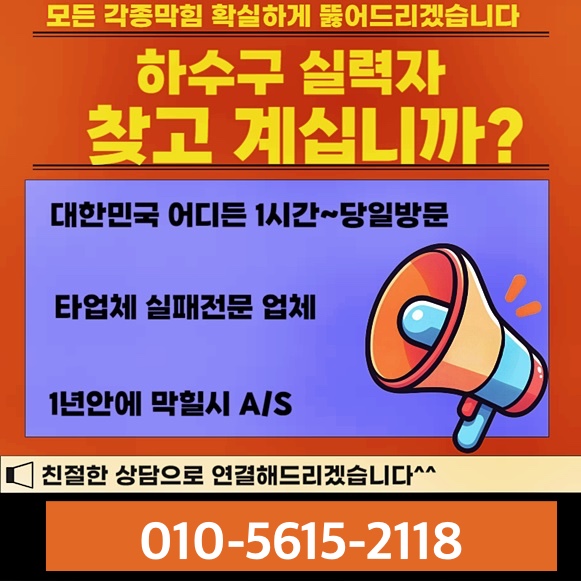 모든 각종막힘 확실하게 뚫어드리겠습니다
하수구 실력자
찾고 계십니까?
대한민국 어디든 1시간~당일방문
타업체 실패전문 업체
1년안에 막힐시 A/S
친절한 상담으로 연결해드리겠습니다^^
010-5615-2118